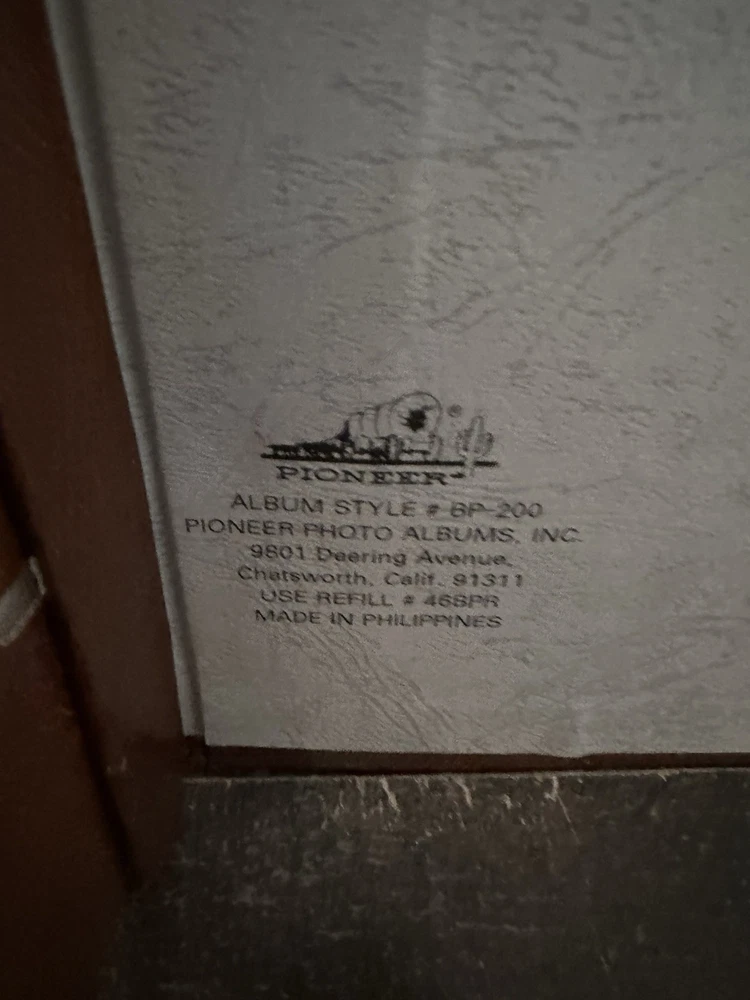 ®
PIONEER
ALBUM STYLE # BP-200
PIONEER PHOTO ALBUMS, INC.
9801 Deering Avenue,
Chatsworth, Calif. 91311
USE REFILL # 46BPR
MADE IN PHILIPPINES